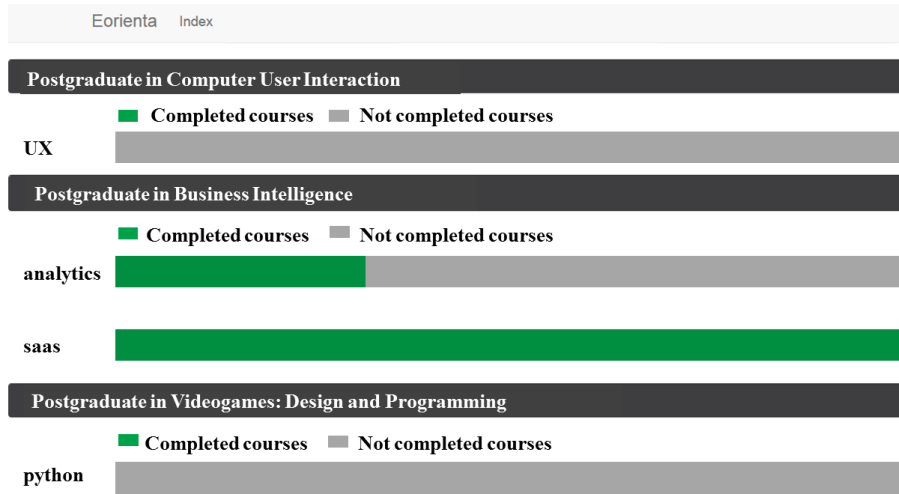 Eorienta Index
Postgraduate in Computer User Interaction
Completed courses Not completed courses
UX
Postgraduate in Business Intelligence
Completed courses Not completed courses
analytics
saas
Postgraduate in Videogames: Design and Programming
Completed courses Not completed courses
python